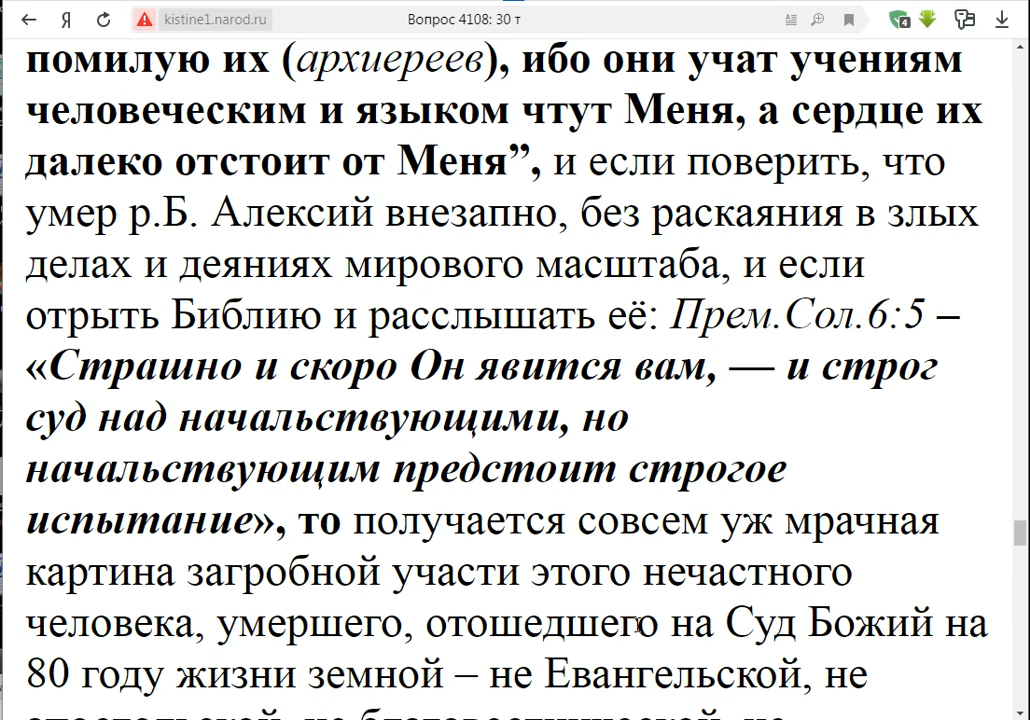 Я kistine1.narod.ru Вопрос 4108: 30 т 4
помилую их (архиереев), ибо они учат учениям
человеческим и языком чтут Меня, а сердце их
далеко отстоит от Меня”, и если поверить, что
умер р.Б. Алексий внезапно, без раскаяния в злых
делах и деяниях мирового масштаба, и если
отрыть Библию и расслышать её: Прем.Сол.6:5 –
«Страшно и скоро Он явится вам, — и строг
суд над начальствующими, но
начальствующим предстоит строгое
испытание», то получается совсем уж мрачная
картина загробной участи этого нечастного
человека, умершего, отошедшего на Суд Божий на
80 году жизни земной – не Евангельской, не